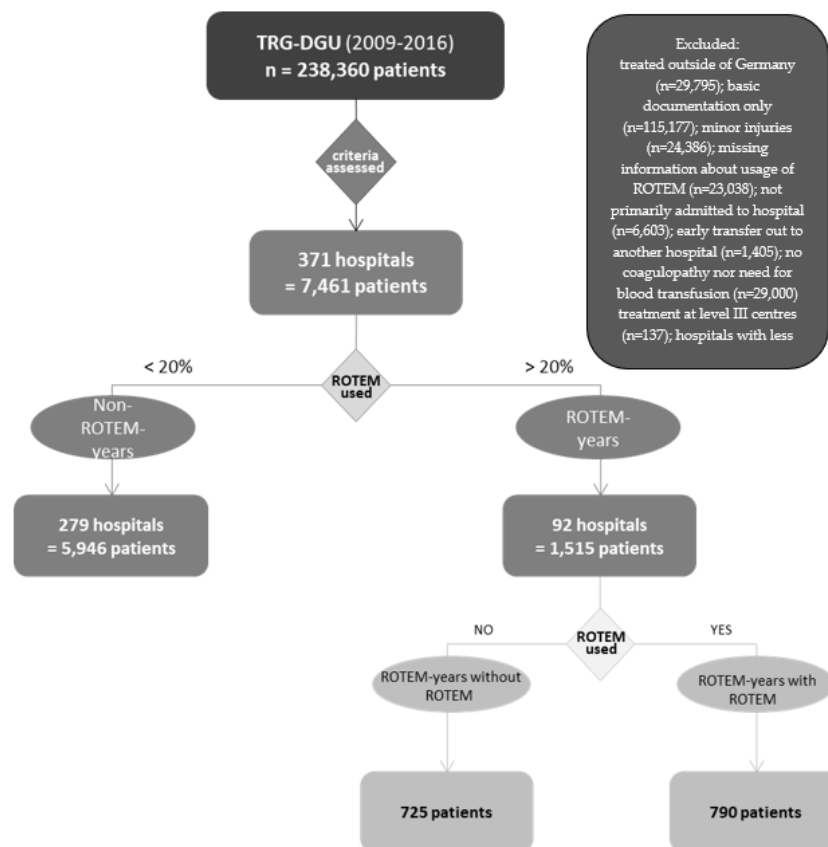 TRG-DGU (2009-2016)
n = 238,360 patients
Excluded:
treated outside of Germany
(n=29,795); basic
documentation only
(n=115,177); minor injuries
(n=24,386); missing
information about usage of
ROTEM (n=23,038); not
primarily admitted to hospital
(n=6,603); early transfer out to
another hospital (n=1,405); no
coagulopathy nor need for
blood transfusion (n=29,000)
treatment at level III centres
(n=137); hospitals with less
criteria
assessed
371 hospitals
= 7,461 patients
< 20%
ROTEM
used
> 20%
Non-
ROTEM-
years
ROTEM-
years
279 hospitals
= 5,946 patients
92 hospitals
= 1,515 patients
NO
ROTEM
used
YES
ROTEM-years without
ROTEM
ROTEM-years with
ROTEM
725 patients
790 patients